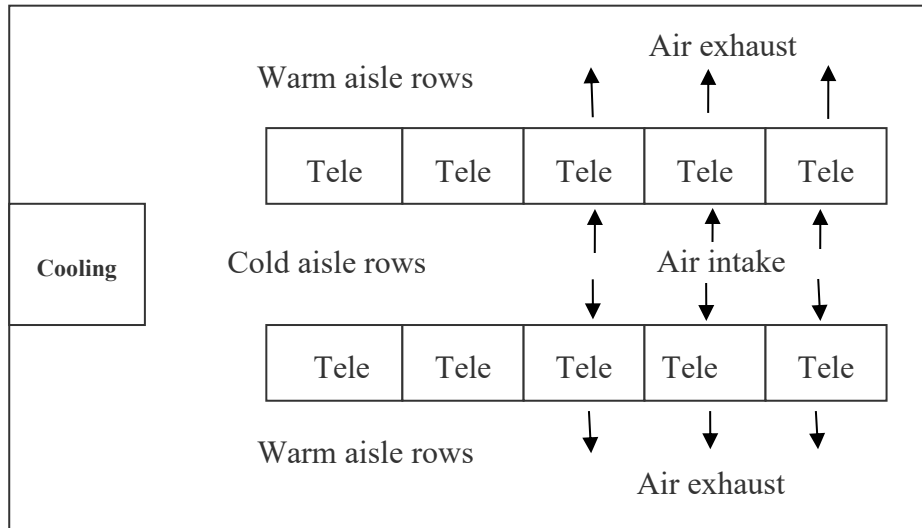 Air exhaust
Warm aisle rows
Tele Tele Tele Tele Tele
Cooling
Cold aisle rows
Air intake
Tele Tele Tele Tele Tele
Warm aisle rows
Air exhaust